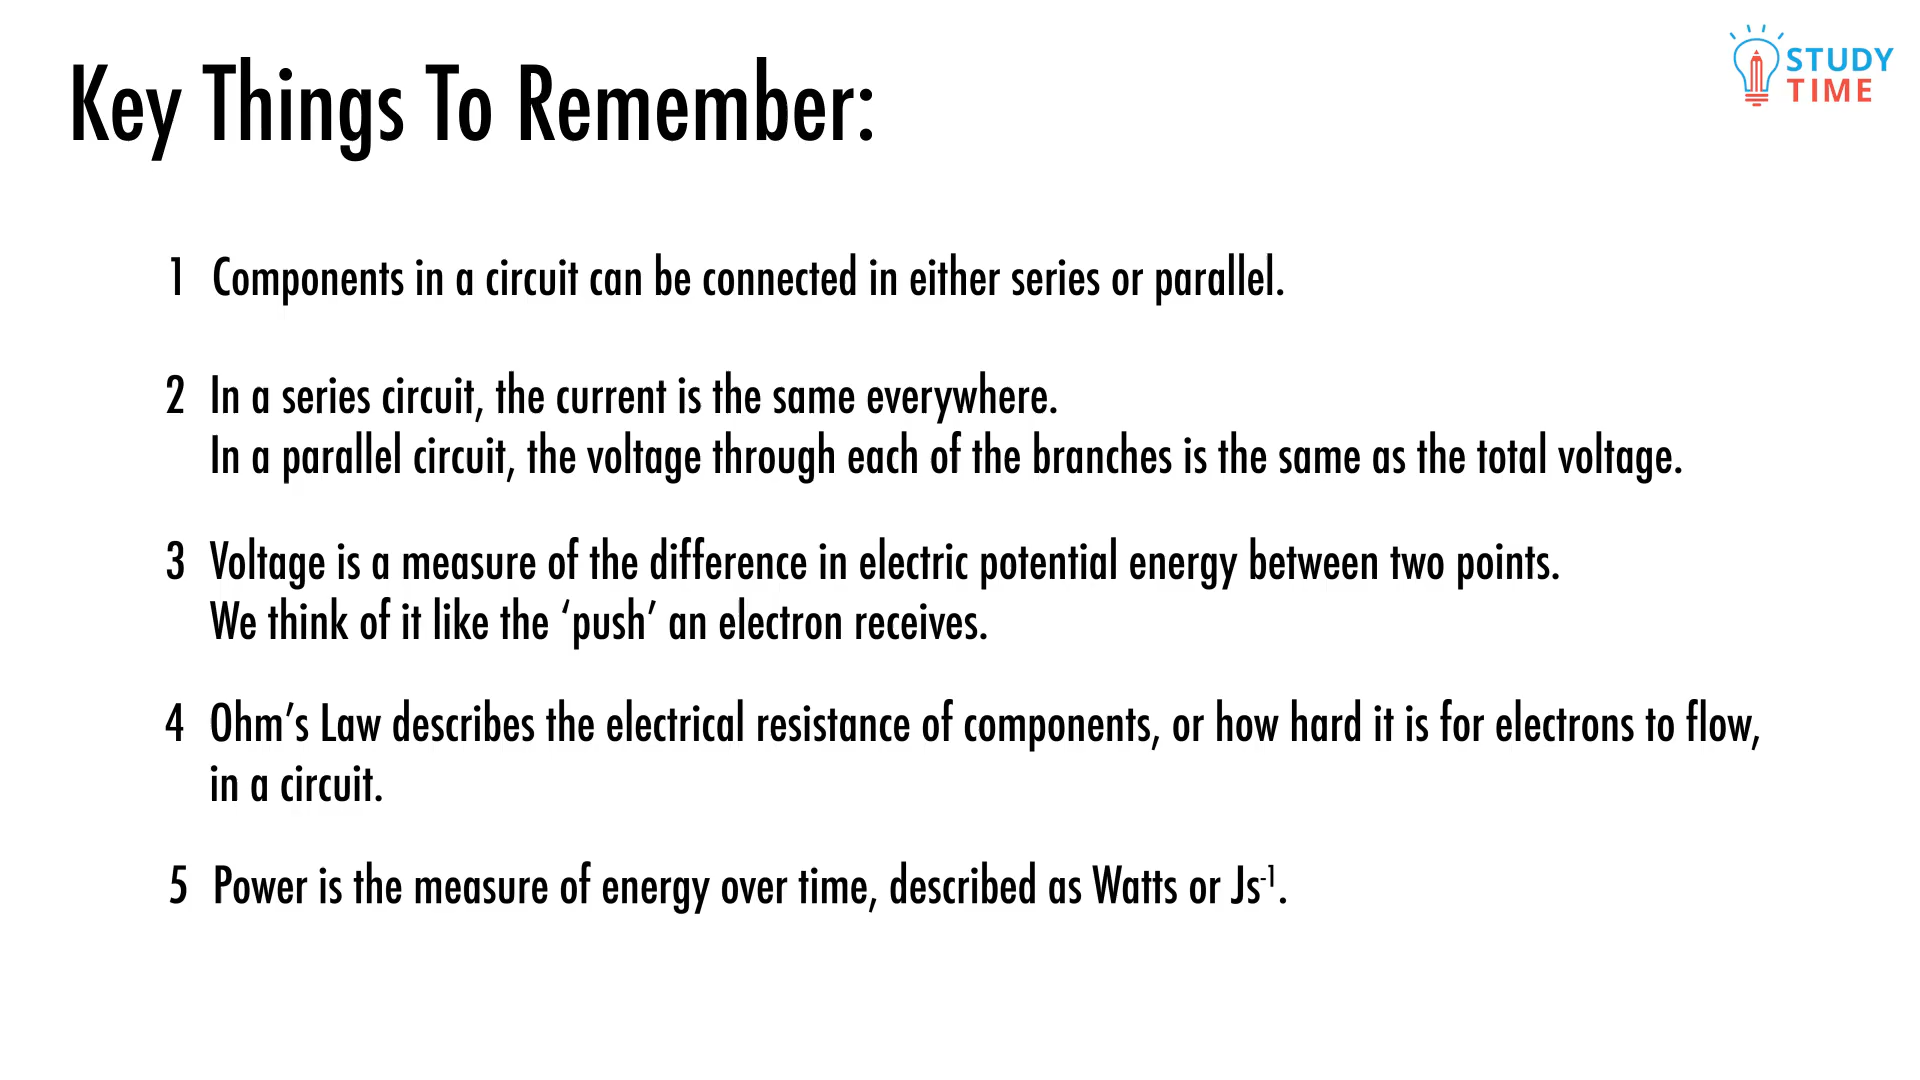 Key Things To Remember:
STUDY
TIME
1 Components in a circuit can be connected in either series or parallel.
2 In a series circuit, the current is the same everywhere.
In a parallel circuit, the voltage through each of the branches is the same as the total voltage.
3 Voltage is a measure of the difference in electric potential energy between two points.
We think of it like the ‘push’ an electron receives.
4 Ohm’s Law describes the electrical resistance of components, or how hard it is for electrons to flow,
in a circuit.
5 Power is the measure of energy over time, described as Watts or Js⁻¹.